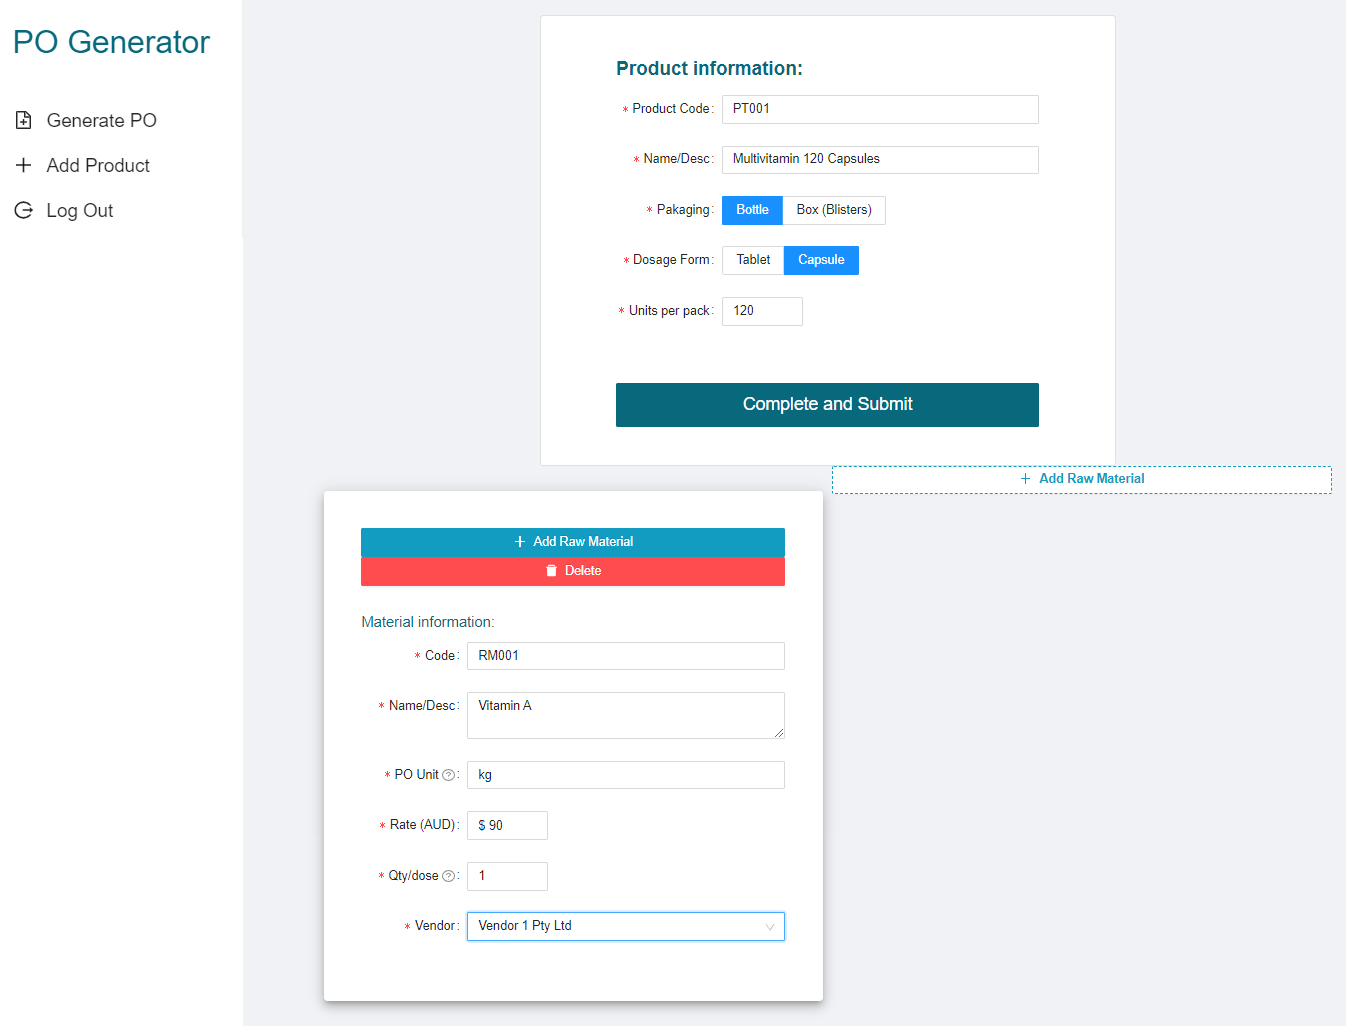 PO Generator
Generate PO
Add Product
Log Out
Product information:
* Product Code: PT001
* Name/Desc: Multivitamin 120 Capsules
* Pakaging: Bottle Box (Blisters)
* Dosage Form: Tablet Capsule
* Units per pack: 120
Complete and Submit
+ Add Raw Material
+ Add Raw Material
Delete
Material information:
* Code: RM001
* Name/Desc: Vitamin A
* PO Unit ? : kg
* Rate (AUD): $ 90
* Qty/dose ? : 1
* Vendor: Vendor 1 Pty Ltd